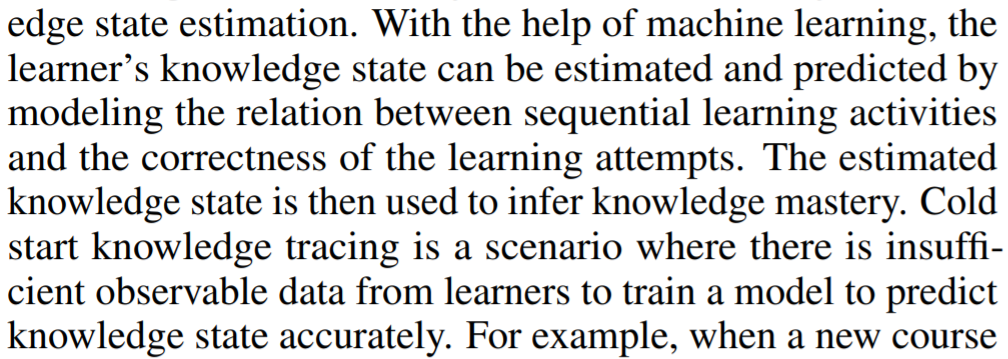 edge state estimation. With the help of machine learning, the
learner’s knowledge state can be estimated and predicted by
modeling the relation between sequential learning activities
and the correctness of the learning attempts. The estimated
knowledge state is then used to infer knowledge mastery. Cold
start knowledge tracing is a scenario where there is insuffi-
cient observable data from learners to train a model to predict
knowledge state accurately. For example, when a new course